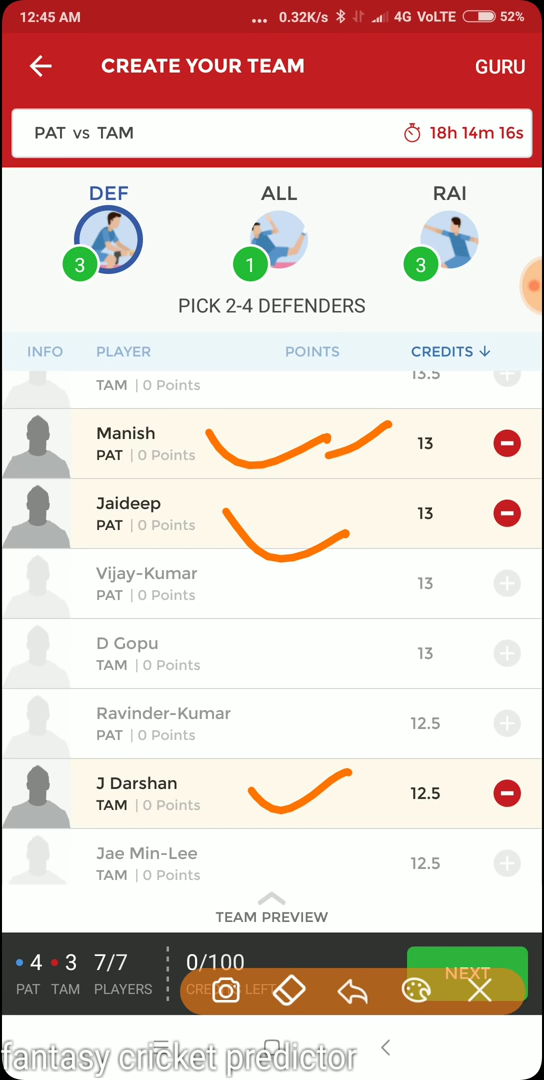 12:45 AM ... 0.32K/s 4G VoLTE 52%
CREATE YOUR TEAM GURU
PAT vs TAM 18h 14m 16s
DEF ALL RAI
3 1 3
PICK 2-4 DEFENDERS
INFO PLAYER POINTS CREDITS ↓
TAM | 0 Points 13.5
Manish
PAT | 0 Points 13
Jaideep
PAT | 0 Points 13
Vijay-Kumar
PAT | 0 Points 13
D Gopu
TAM | 0 Points 13
Ravinder-Kumar
PAT | 0 Points 12.5
J Darshan
TAM | 0 Points 12.5
Jae Min-Lee
TAM | 0 Points 12.5
TEAM PREVIEW
4 3 7/7 0/100 NEXT
PAT TAM PLAYERS CREDITS LEFT
fantasy cricket predictor